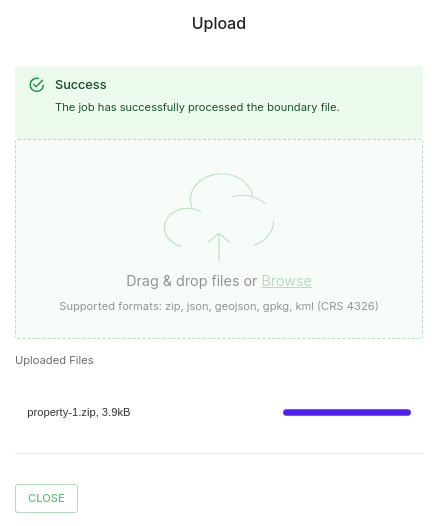 Upload
Success
The job has successfully processed the boundary file.
Drag & drop files or Browse
Supported formats: zip, json, geojson, gpkg, kml (CRS 4326)
Uploaded Files
property-1.zip, 3.9kB
CLOSE